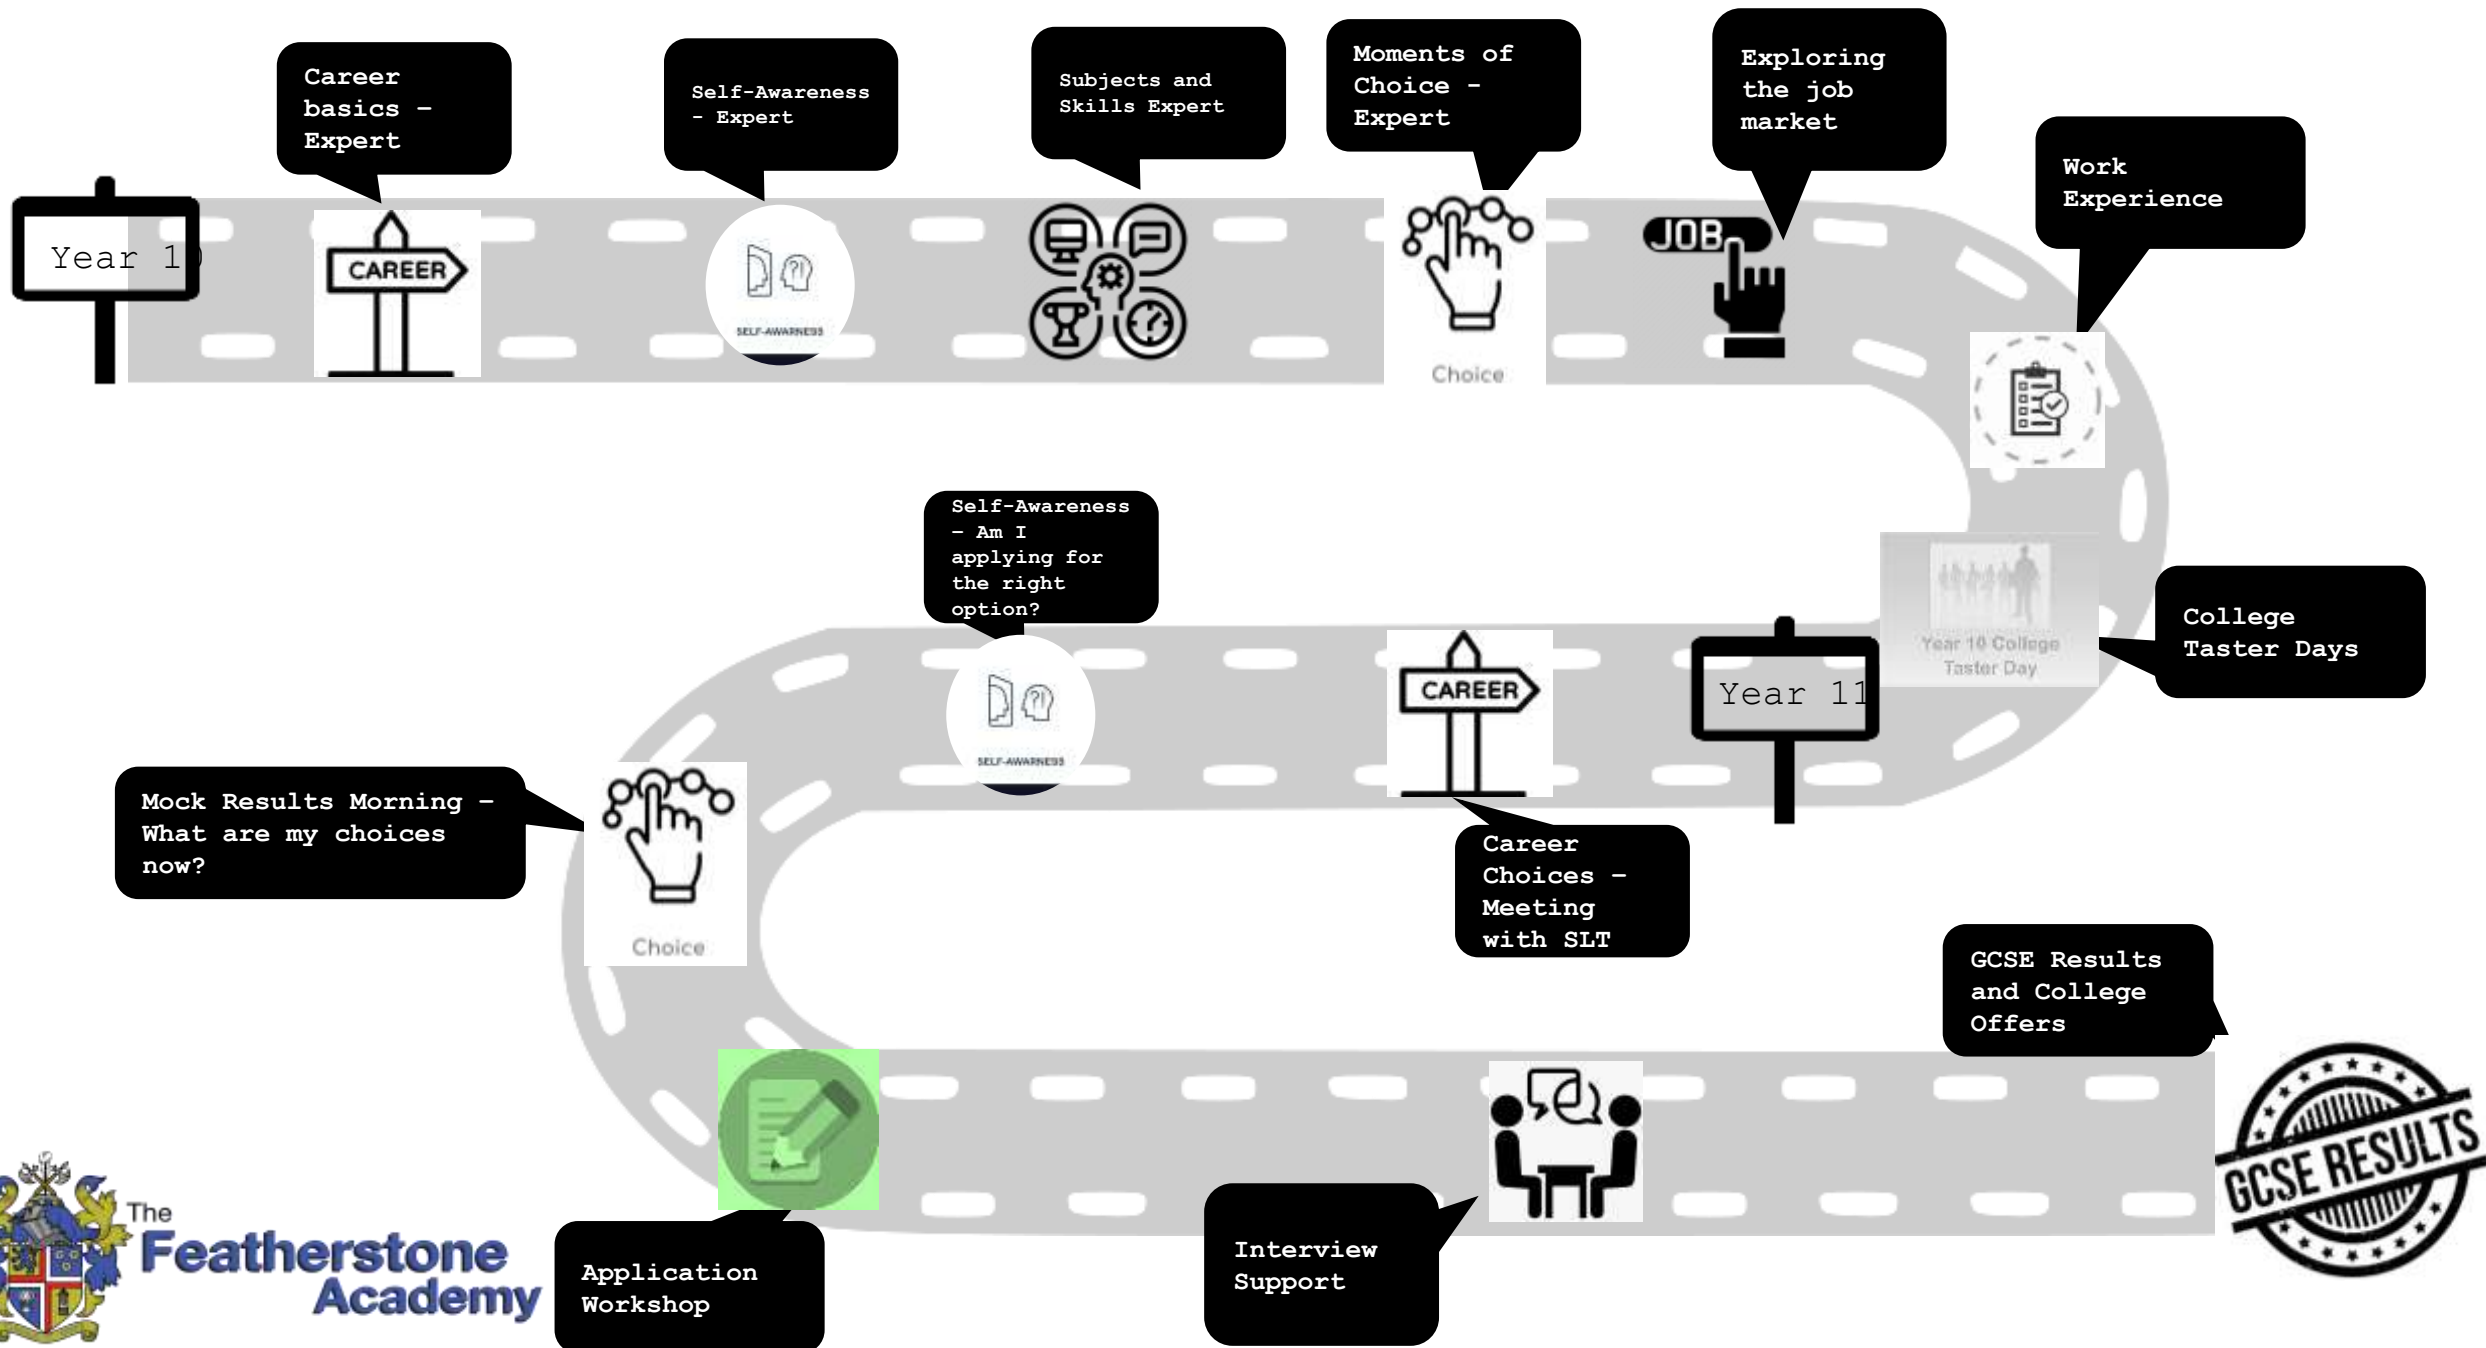 Career
basics –
Expert
Self-Awareness
- Expert
Subjects and
Skills Expert
Moments of
Choice -
Expert
Exploring
the job
market
Work
Experience
Year 10
CAREER
SELF-AWARNESS
Choice
JOB
Self-Awareness
– Am I
applying for
the right
option?
College
Taster Days
Year 10 College
Taster Day
Year 11
CAREER
SELF-AWARNESS
Mock Results Morning –
What are my choices
now?
Choice
Career
Choices –
Meeting
with SLT
GCSE Results
and College
Offers
GCSE RESULTS
Interview
Support
Application
Workshop
The
Featherstone
Academy